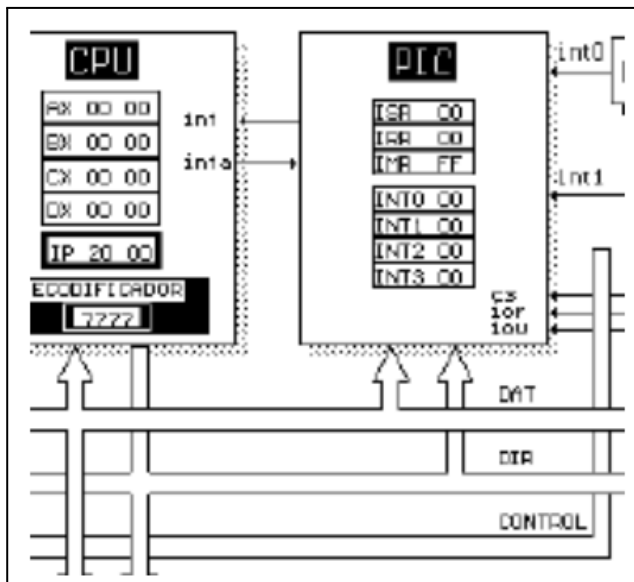 CPU
AX 00 00
BX 00 00
CX 00 00
DX 00 00
IP 20 00
ECODIFICADOR
????
int
inta
PIC
ISR 00
IRR 00
IMR FF
INT0 00
INT1 00
INT2 00
INT3 00
int0
int1
cs
ior
iow
DAT
DIR
CONTROL